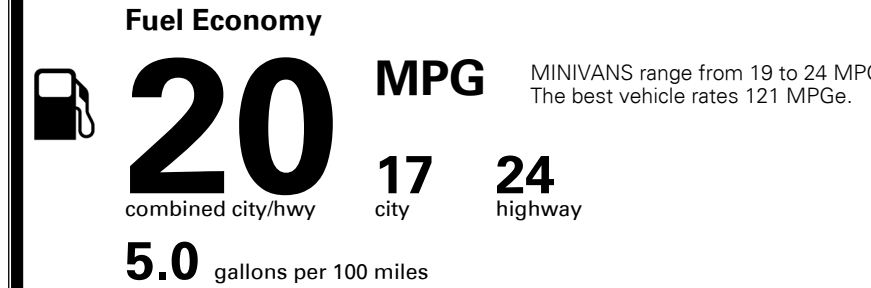 Fuel Economy
20 MPG
MINIVANS range from 19 to 24 MPG
The best vehicle rates 121 MPGe.
17 24
combined city/hwy city highway
5.0 gallons per 100 miles